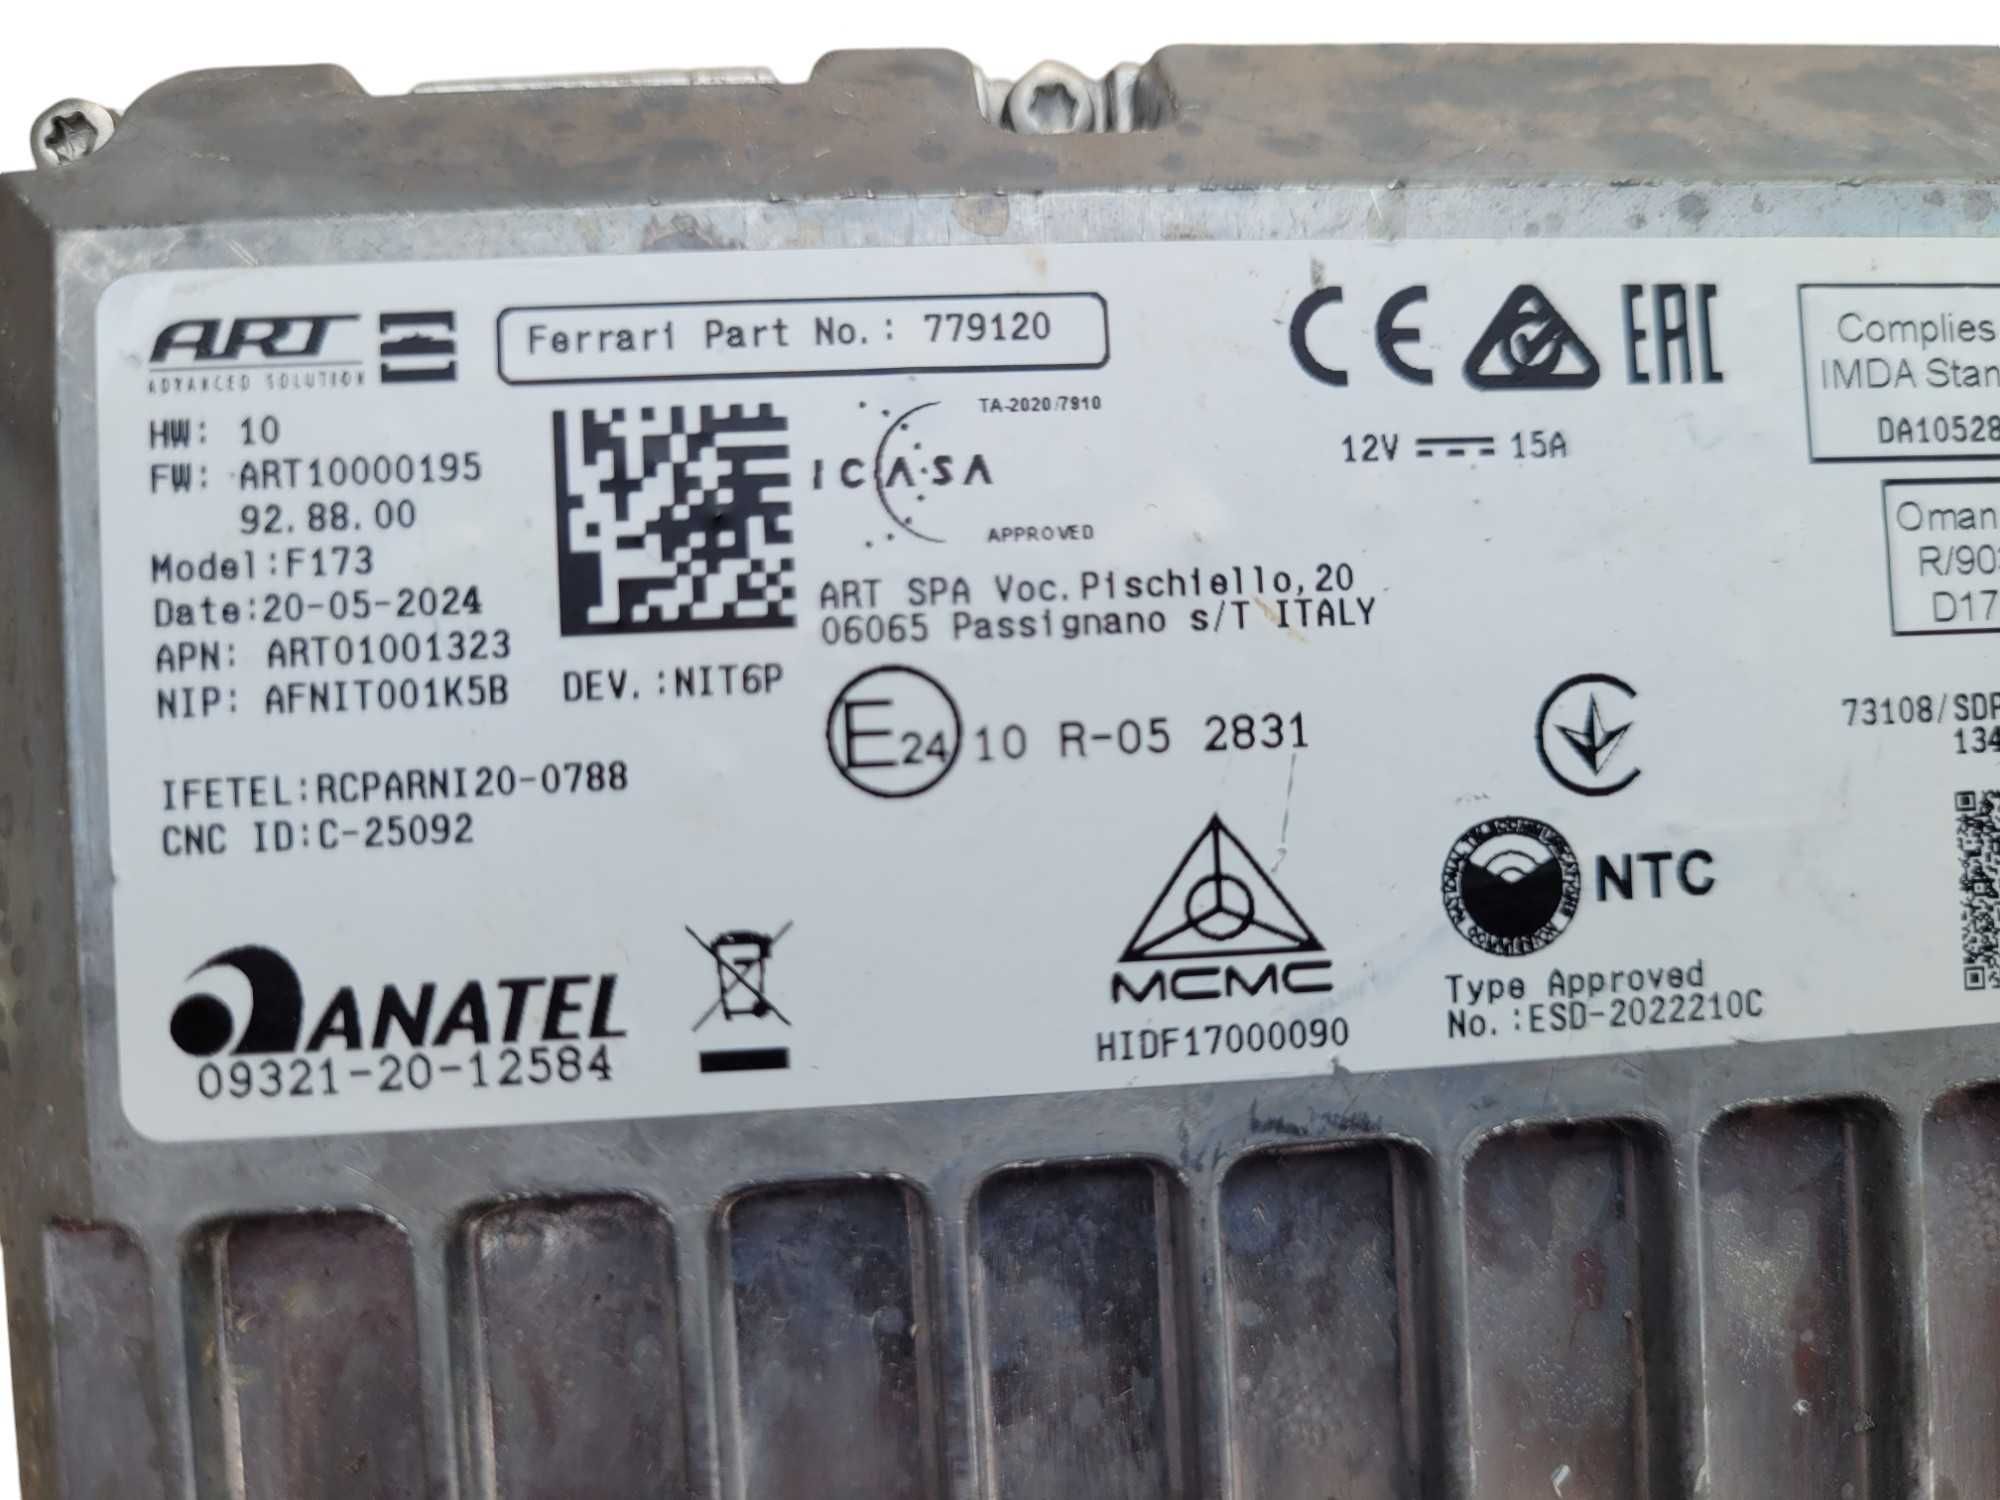 ART
ADVANCED SOLUTION
Ferrari Part No.: 779120
HW: 10
FW: ART10000195
92.88.00
Model:F173
Date:20-05-2024
APN: ART01001323
NIP: AFNIT001K5B
DEV.:NIT6P
IFETEL:RCPARNI20-0788
CNC ID:C-25092
ANATEL
09321-20-12584
TA-2020/7910
ICASA
APPROVED
ART SPA Voc.Pischiello,20
06065 Passignano s/T ITALY
E24 10 R-05 2831
CE EAC
12V 15A
Complies
IMDA Stan
DA10528
Oman
R/90
D17
73108/SDP
134
MCMC
HIDF17000090
NTC
Type Approved
No.:ESD-2022210C